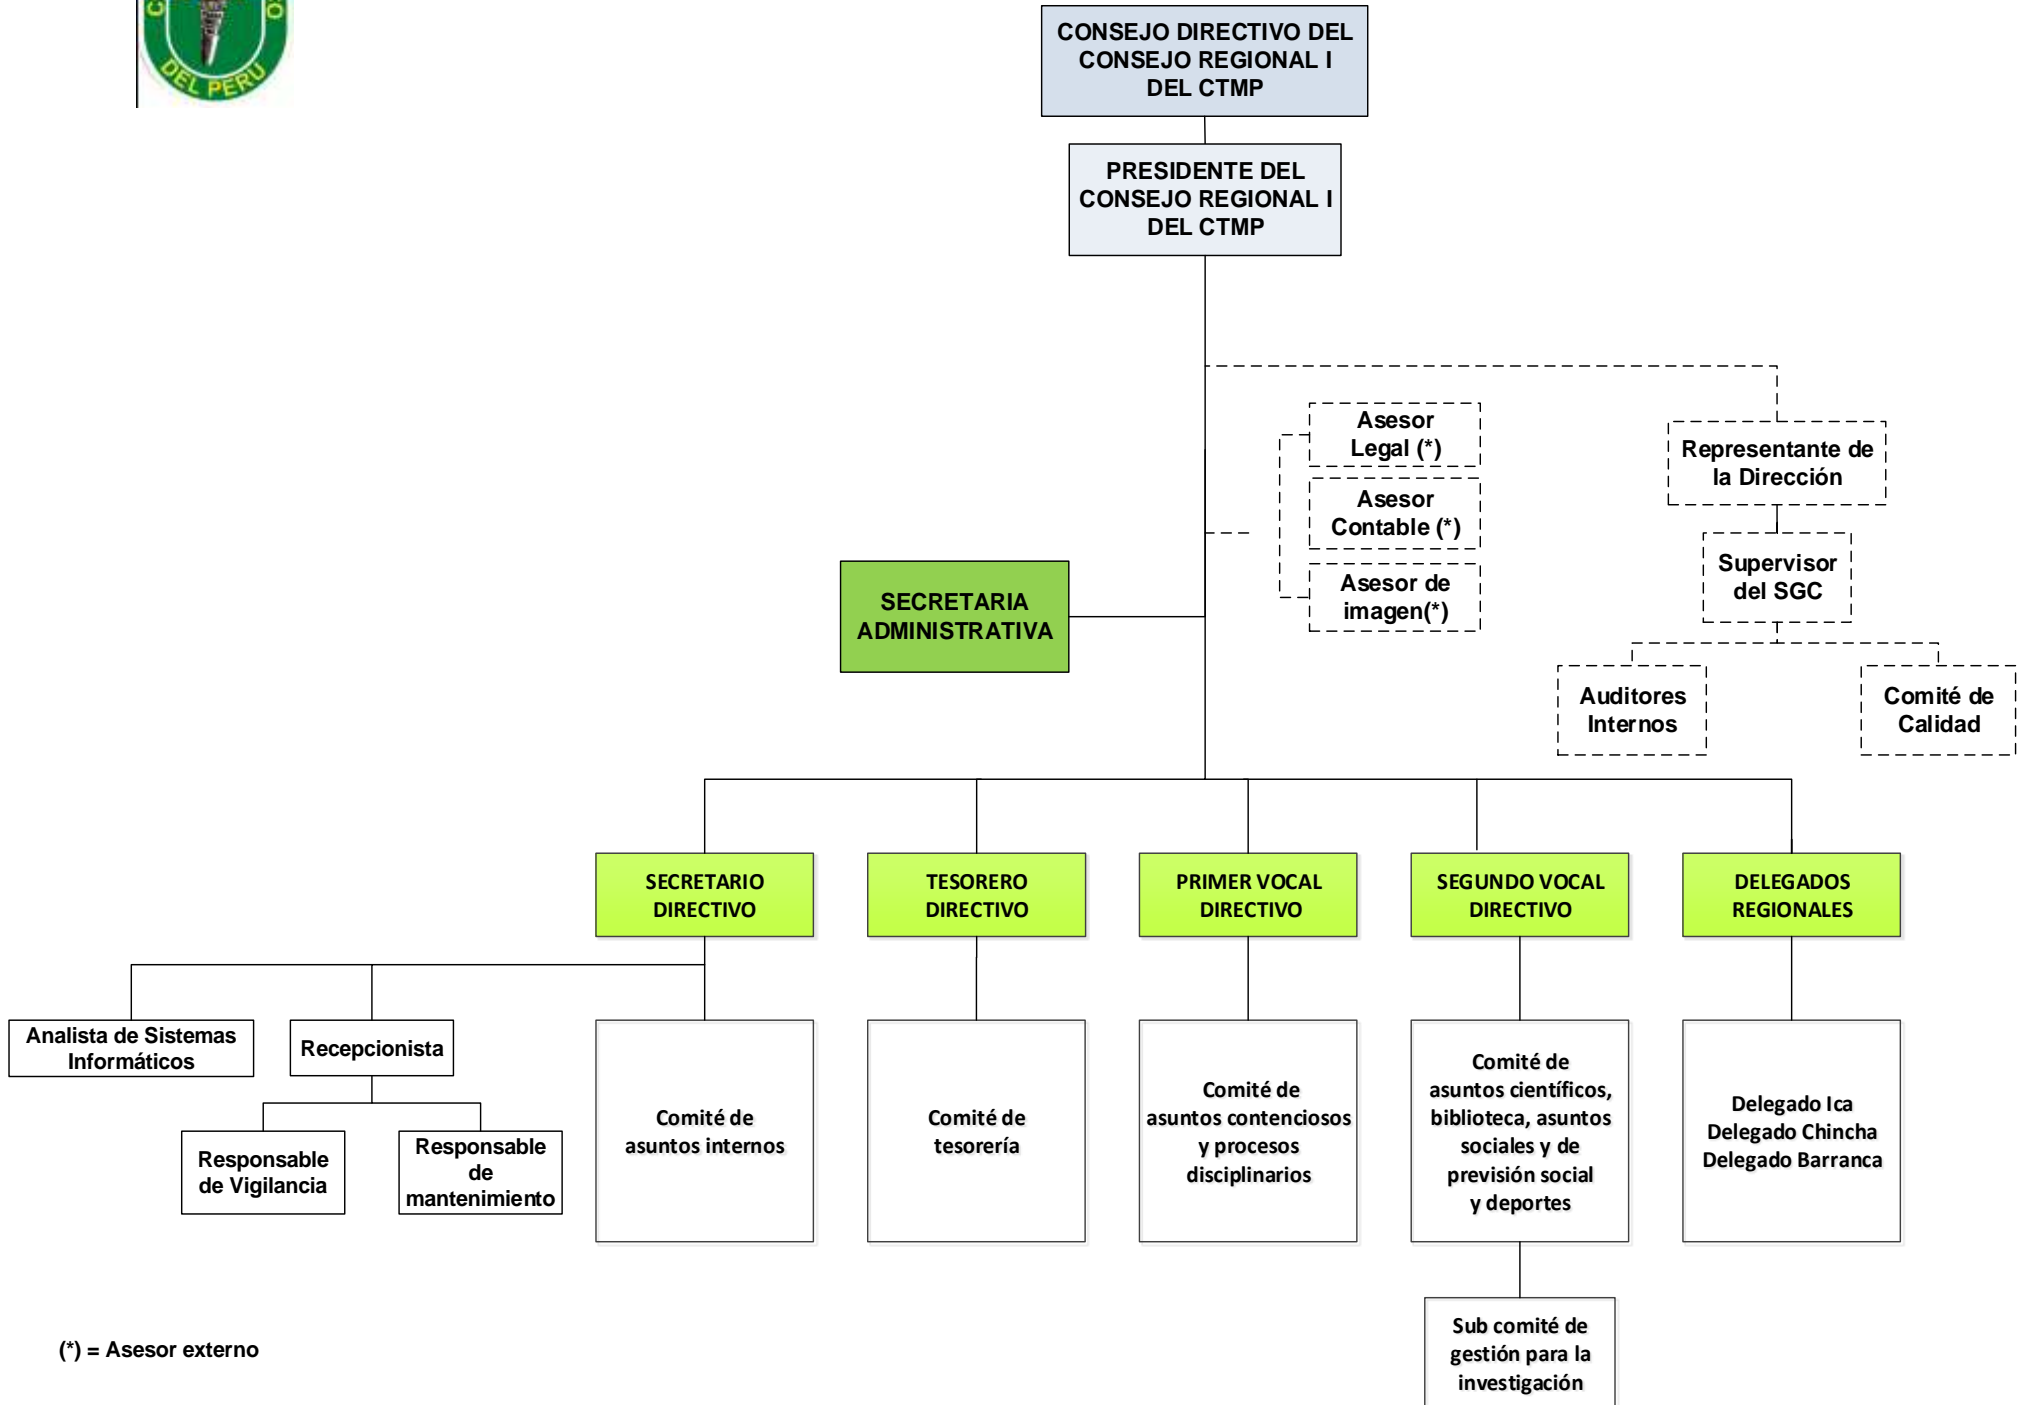 DEL PERU
CONSEJO DIRECTIVO DEL
CONSEJO REGIONAL I
DEL CTMP
PRESIDENTE DEL
CONSEJO REGIONAL I
DEL CTMP
Asesor
Legal (*)
Asesor
Contable (*)
Asesor de
imagen(*)
Representante de
la Dirección
Supervisor
del SGC
Auditores
Internos
Comité de
Calidad
SECRETARIA
ADMINISTRATIVA
SECRETARIO
DIRECTIVO
TESORERO
DIRECTIVO
PRIMER VOCAL
DIRECTIVO
SEGUNDO VOCAL
DIRECTIVO
DELEGADOS
REGIONALES
Analista de Sistemas
Informáticos
Recepcionista
Responsable
de Vigilancia
Responsable
de
mantenimiento
Comité de
asuntos internos
Comité de
tesorería
Comité de
asuntos contenciosos
y procesos
disciplinarios
Comité de
asuntos científicos,
biblioteca, asuntos
sociales y de
previsión social
y deportes
Delegado Ica
Delegado Chincha
Delegado Barranca
Sub comité de
gestión para la
investigación
(*) = Asesor externo